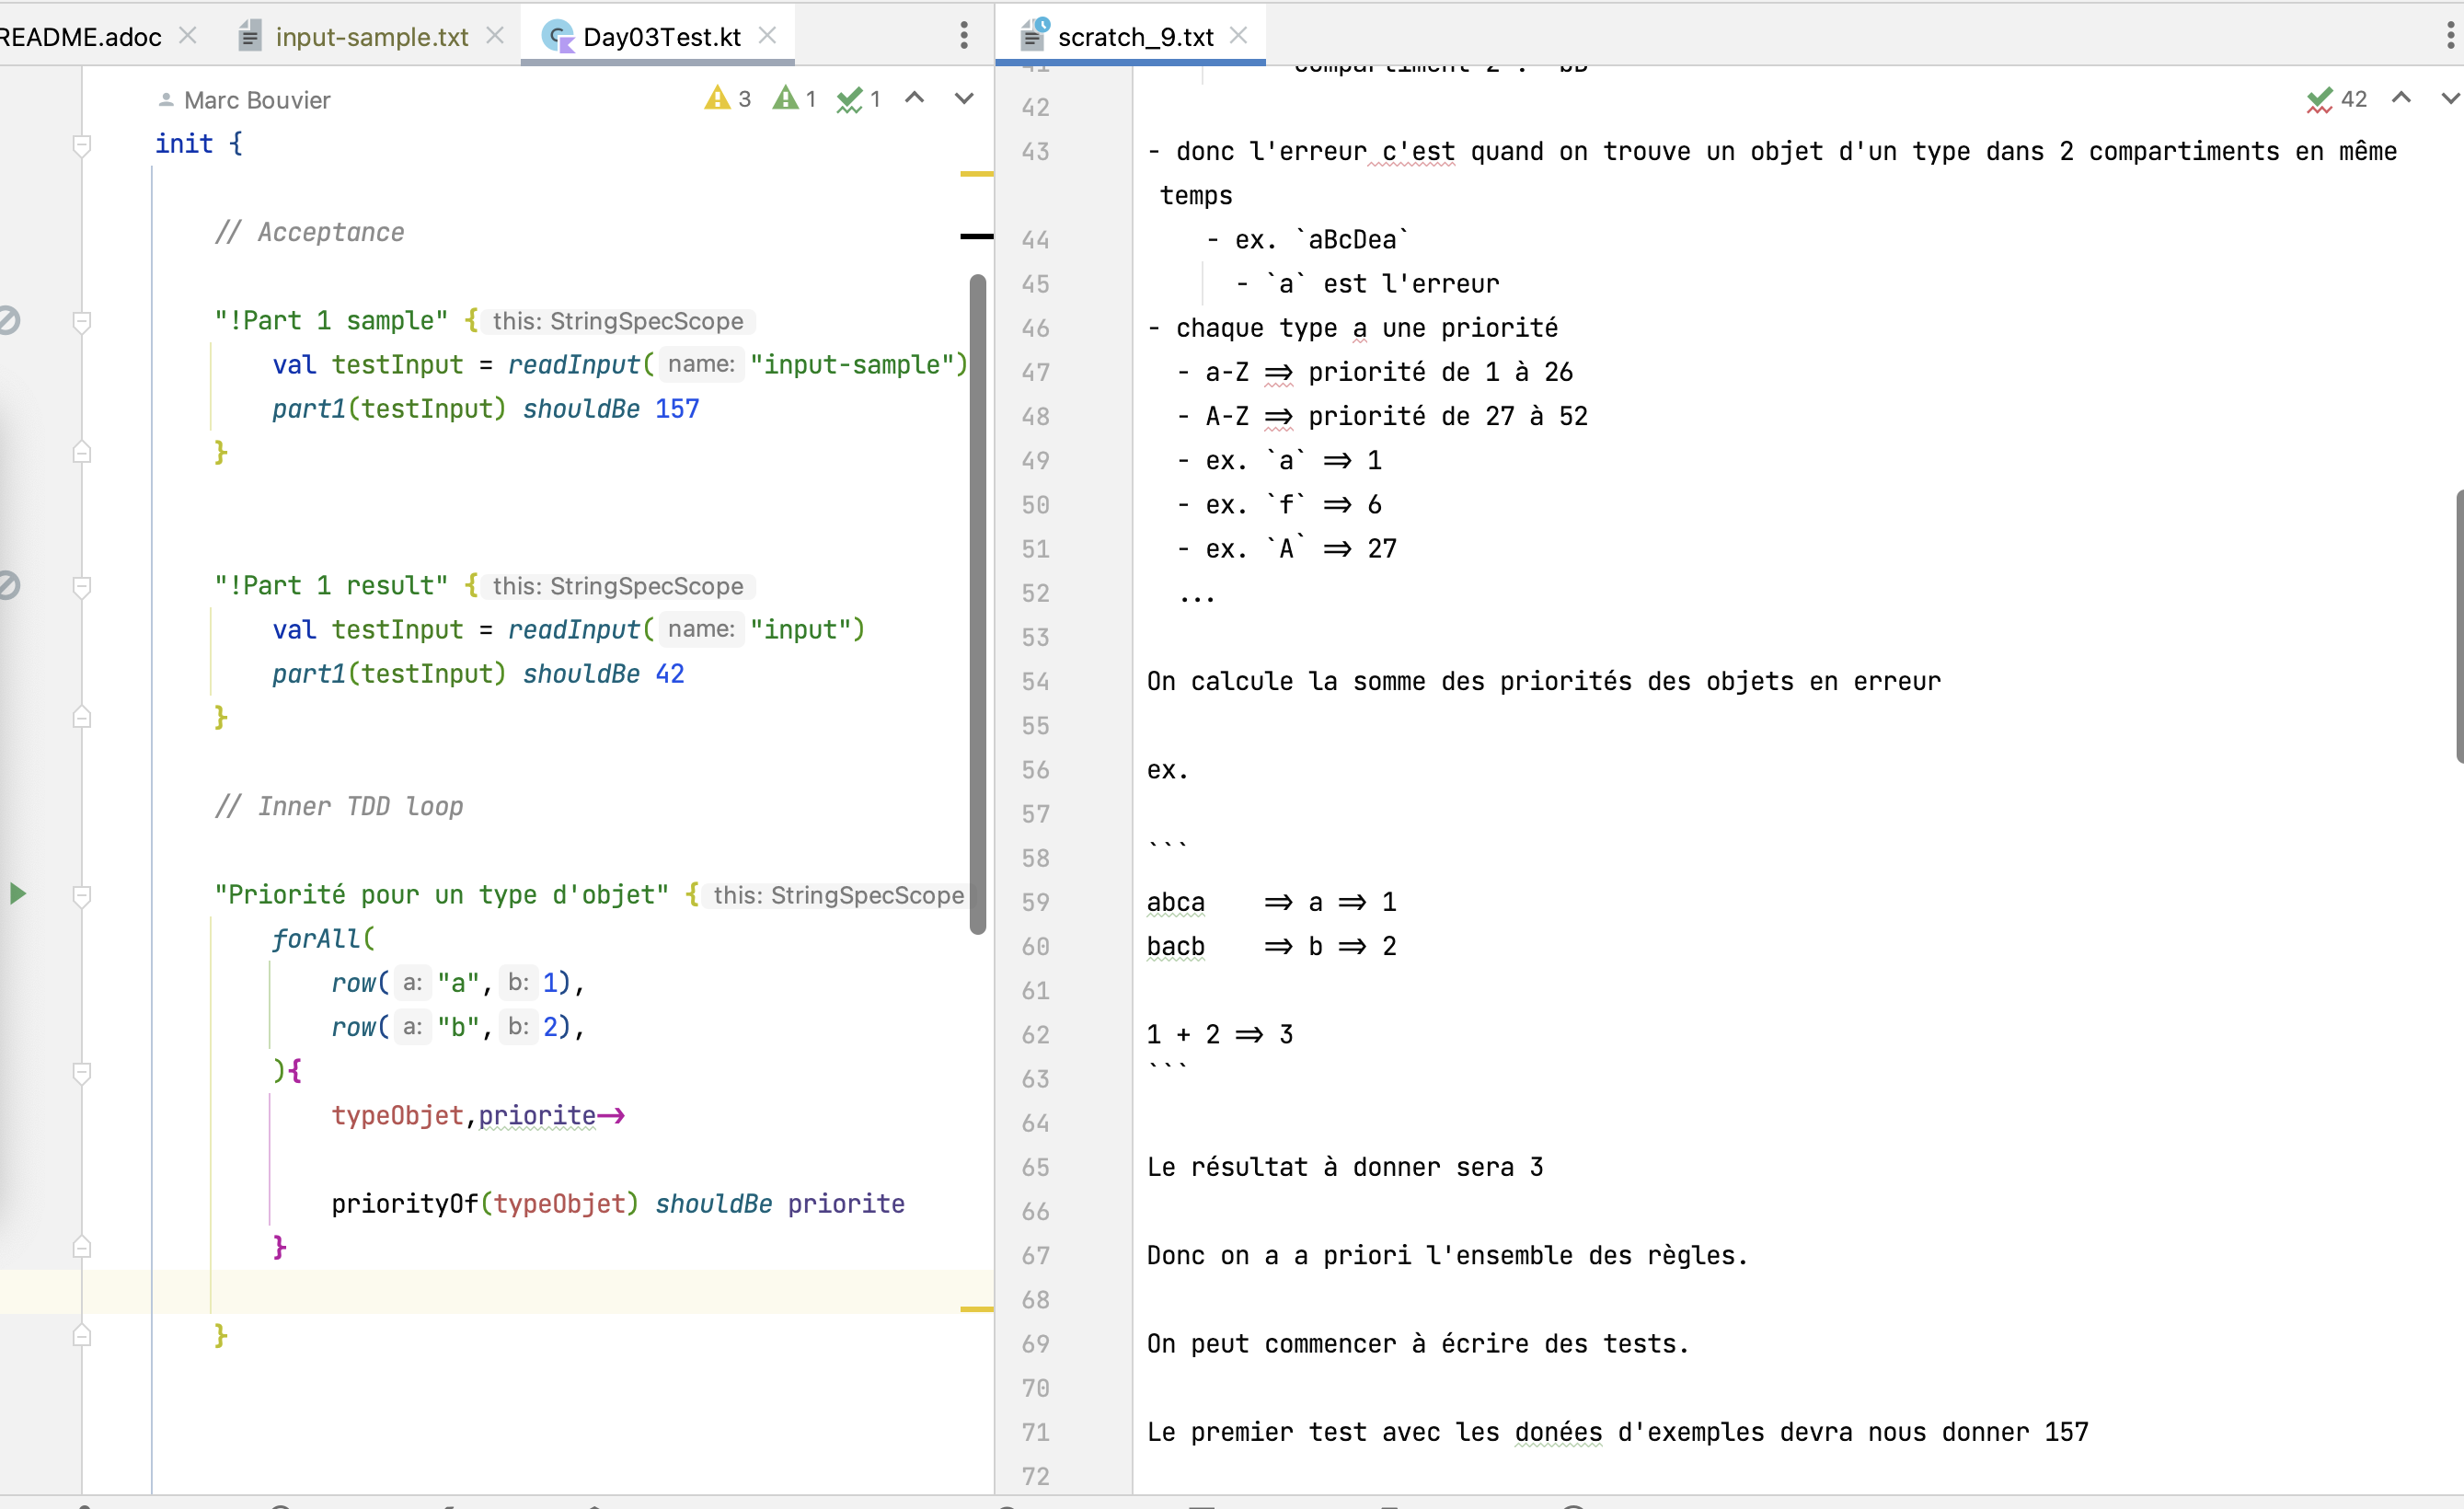 README.adoc
input-sample.txt
Day03Test.kt
scratch_9.txt
Marc Bouvier
3 1 1
init {
// Acceptance
"!Part 1 sample" { this: StringSpecScope
val testInput = readInput( name: "input-sample")
part1(testInput) shouldBe 157
}
"!Part 1 result" { this: StringSpecScope
val testInput = readInput( name: "input")
part1(testInput) shouldBe 42
}
// Inner TDD loop
"Priorité pour un type d'objet" { this: StringSpecScope
forAll(
row( a: "a", b: 1),
row( a: "b", b: 2),
){
typeObjet,priorite→
priorityOf(typeObjet) shouldBe priorite
}
}
42
41 compartiment 2 : `bB`
42
43 - donc l'erreur c'est quand on trouve un objet d'un type dans 2 compartiments en même
temps
44 - ex. `aBcDea`
45 - `a` est l'erreur
46 - chaque type a une priorité
47 - a-Z ⇒ priorité de 1 à 26
48 - A-Z ⇒ priorité de 27 à 52
49 - ex. `a` ⇒ 1
50 - ex. `f` ⇒ 6
51 - ex. `A` ⇒ 27
52 ...
53
54 On calcule la somme des priorités des objets en erreur
55
56 ex.
57
58 ```
59 abca ⇒ a ⇒ 1
60 bacb ⇒ b ⇒ 2
61
62 1 + 2 ⇒ 3
63 ```
64
65 Le résultat à donner sera 3
66
67 Donc on a a priori l'ensemble des règles.
68
69 On peut commencer à écrire des tests.
70
71 Le premier test avec les donées d'exemples devra nous donner 157
72